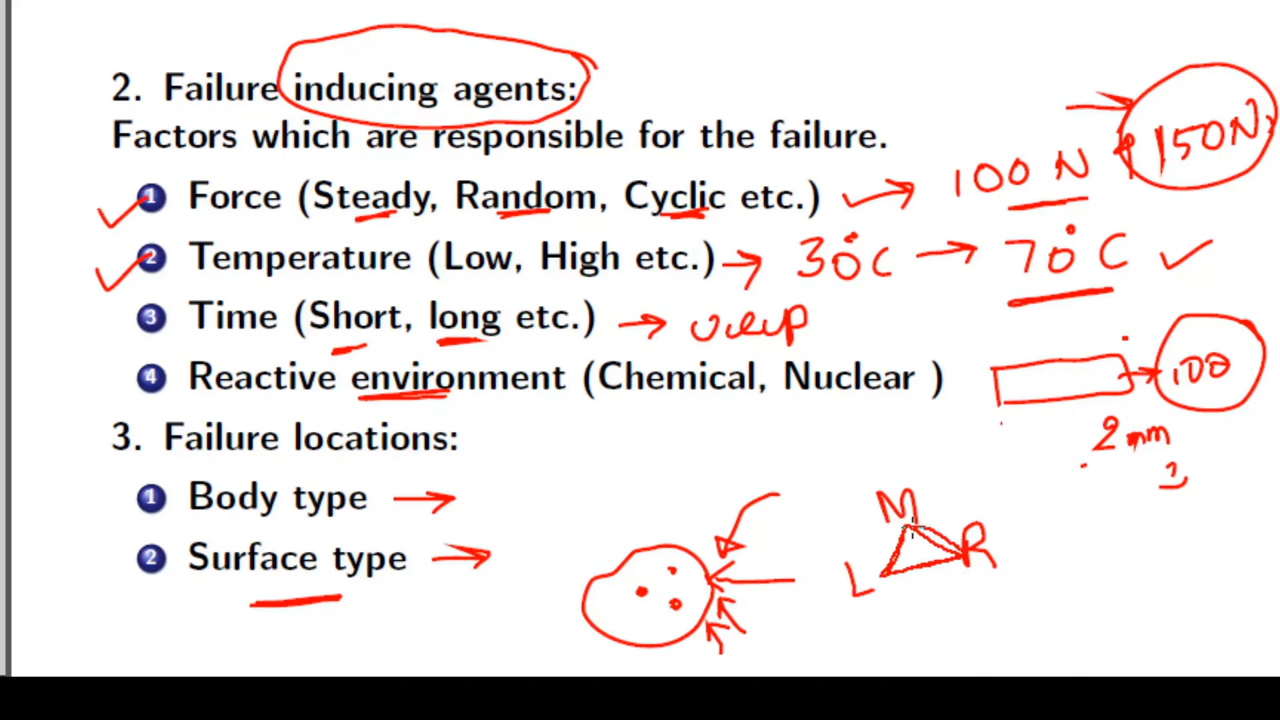 2. Failure inducing agents:
Factors which are responsible for the failure.
1 Force (Steady, Random, Cyclic etc.) → 100 N 150N
2 Temperature (Low, High etc.) → 30°C → 70°C
3 Time (Short, long etc.) →
4 Reactive environment (Chemical, Nuclear )
100
2 mm
3. Failure locations:
1 Body type →
2 Surface type →
M
R
L